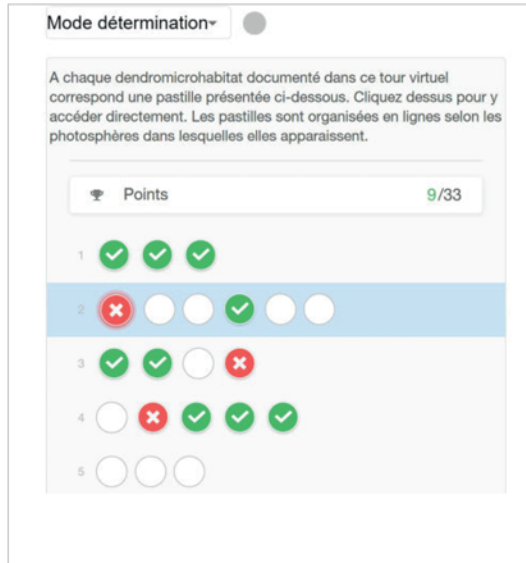 Mode détermination
A chaque dendromicrohabitat documenté dans ce tour virtuel
correspond une pastille présentée ci-dessous. Cliquez dessus pour y
accéder directement. Les pastilles sont organisées en lignes selon les
photosphères dans lesquelles elles apparaissent.
Points 9/33
1
2
3
4
5